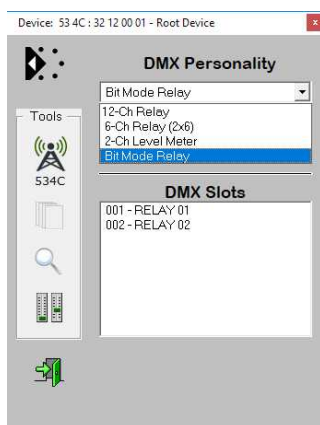 Device: 53 4C : 32 12 00 01 - Root Device
x
DMX Personality
Bit Mode Relay
12-Ch Relay
6-Ch Relay (2x6)
2-Ch Level Meter
Bit Mode Relay
Tools
534C
DMX Slots
001 - RELAY 01
002 - RELAY 02